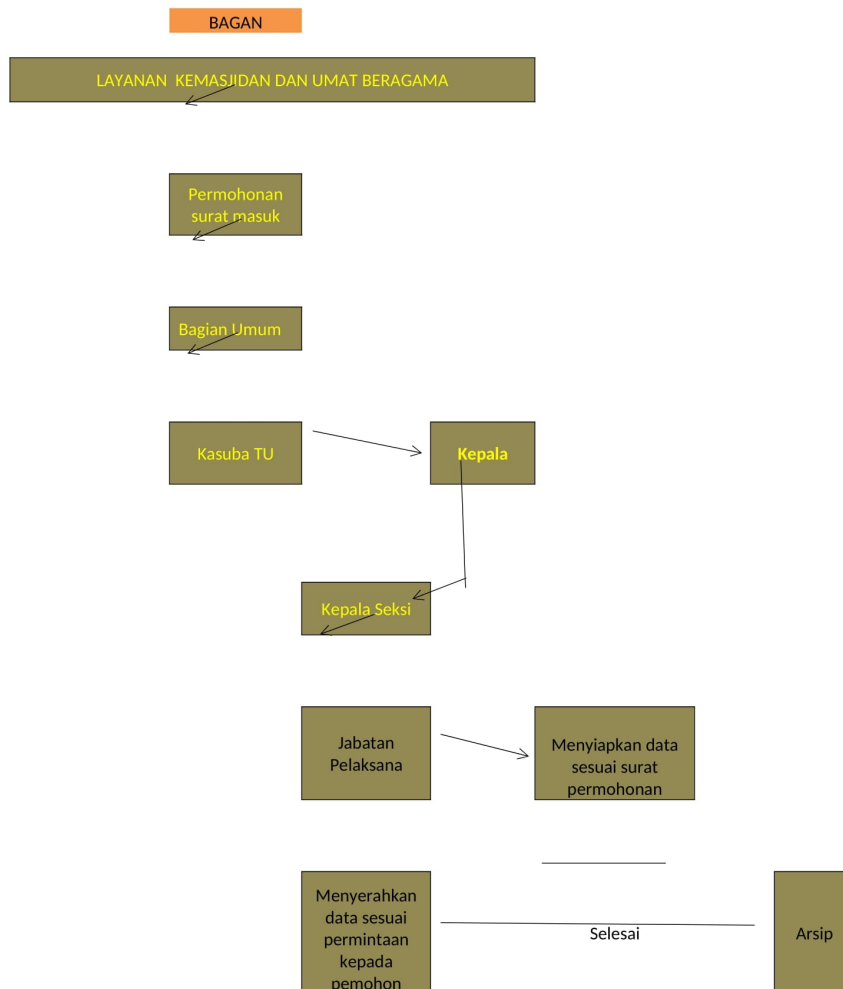 BAGAN
LAYANAN  KEMASJIDAN DAN UMAT BERAGAMA
Permohonan
surat masuk
Bagian Umum
Kasuba TU
Kepala
Kepala Seksi
Jabatan
Pelaksana
Menyiapkan data
sesuai surat
permohonan
Menyerahkan
data sesuai
permintaan
kepada
pemohon
Selesai
Arsip